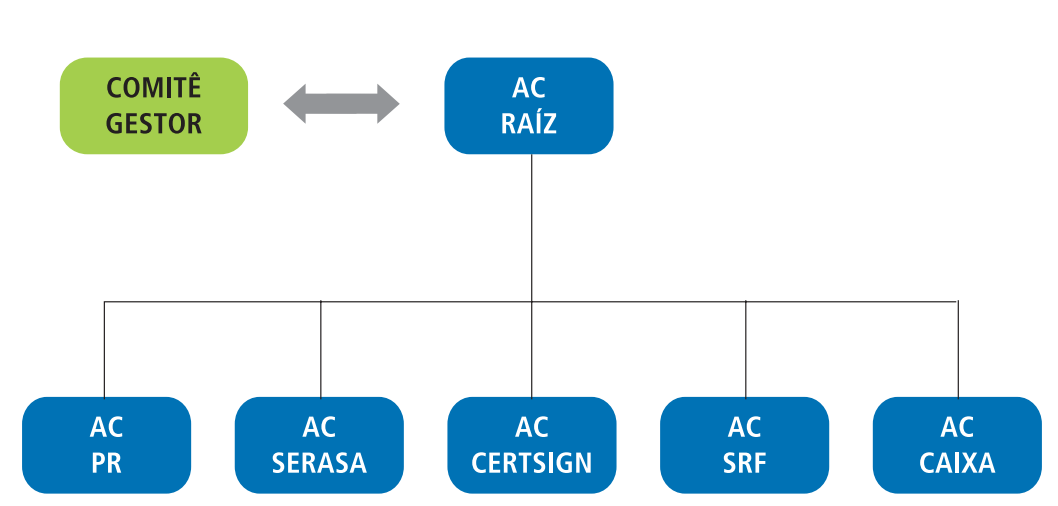 COMITÊ
GESTOR
AC
RAÍZ
AC
PR
AC
SERASA
AC
CERTSIGN
AC
SRF
AC
CAIXA